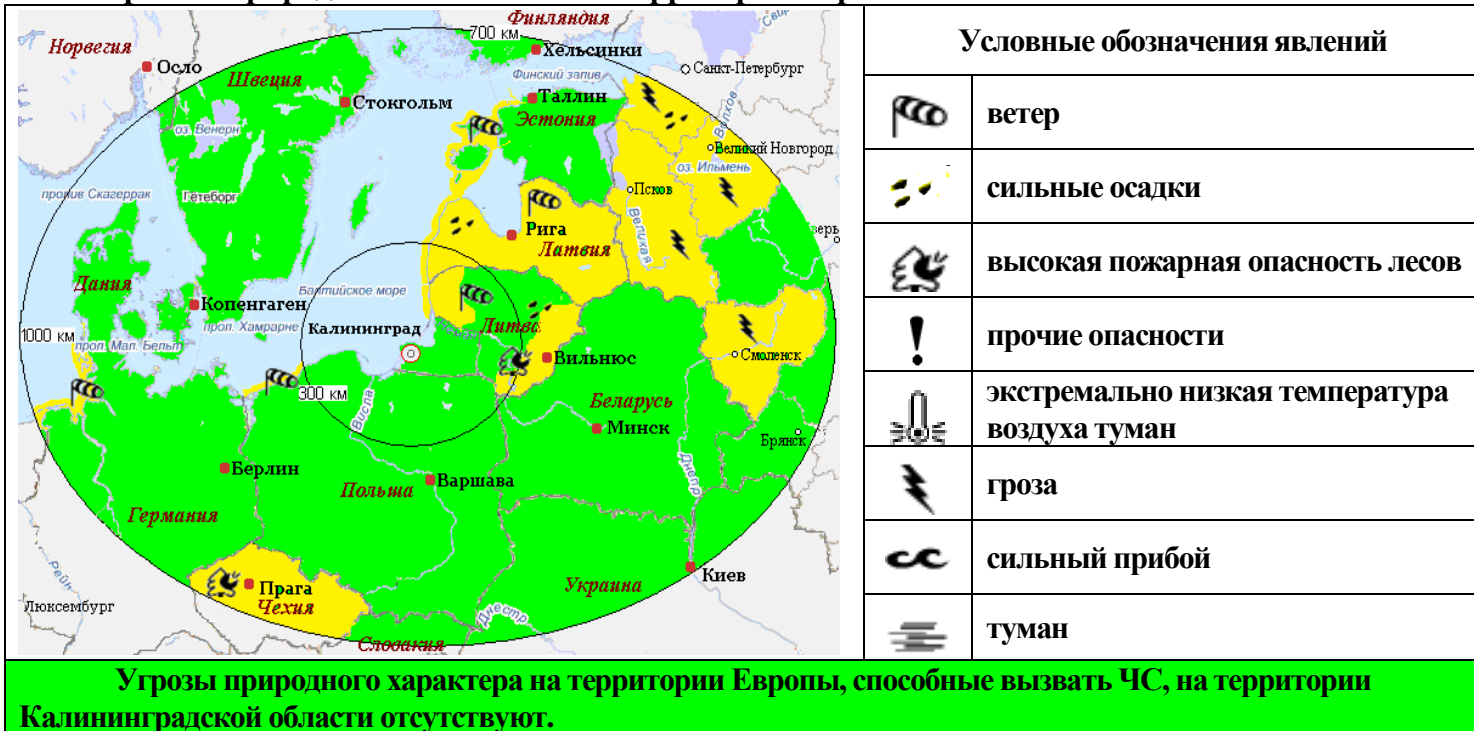 700 км
Финляндия
Норвегия
Хельсинки
Осло
Швеция
Финский залив
Санкт-Петербург
Стокгольм
Таллин
Эстония
Волхов
оз. Венерн
Великий Новгород
оз. Ильмень
пролив Скагеррак
Гетеборг
Псков
Великая
Рига
Латвия
Дания
Балтийское море
Копенгаген
прол. Хамрарне
Калининград
Литва
1000 км
прол. Мал. Бельт
Смоленск
Вильнюс
300 км
Висла
Беларусь
Минск
Брянск
Берлин
Днепр
Польша
Варшава
Германия
Рейн
Прага
Чехия
Украина
Киев
Люксембург
Днестр
Словакия
Условные обозначения явлений
ветер
сильные осадки
высокая пожарная опасность лесов
прочие опасности
экстремально низкая температура
воздуха туман
гроза
сильный прибой
туман
Угрозы природного характера на территории Европы, способные вызвать ЧС, на территории
Калининградской области отсутствуют.